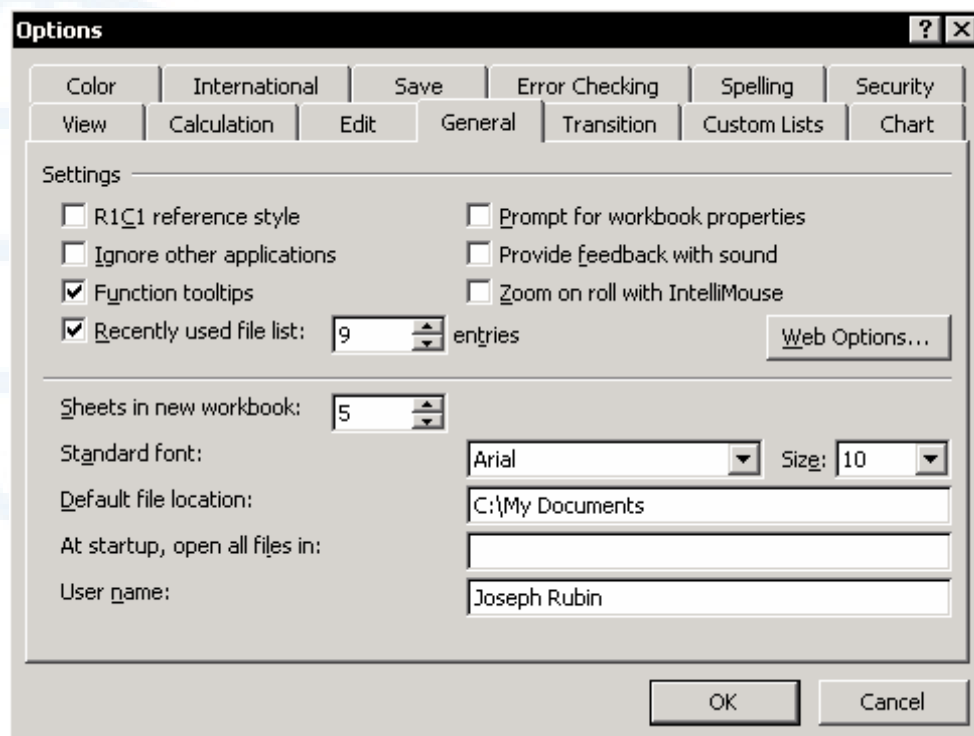 Options
Color International Save Error Checking Spelling Security
View Calculation Edit General Transition Custom Lists Chart
Settings
R1C1 reference style Prompt for workbook properties
Ignore other applications Provide feedback with sound
Function tooltips Zoom on roll with IntelliMouse
Recently used file list: 9 entries Web Options...
Sheets in new workbook: 5
Standard font: Arial Size: 10
Default file location: C:\My Documents
At startup, open all files in:
User name: Joseph Rubin
OK Cancel